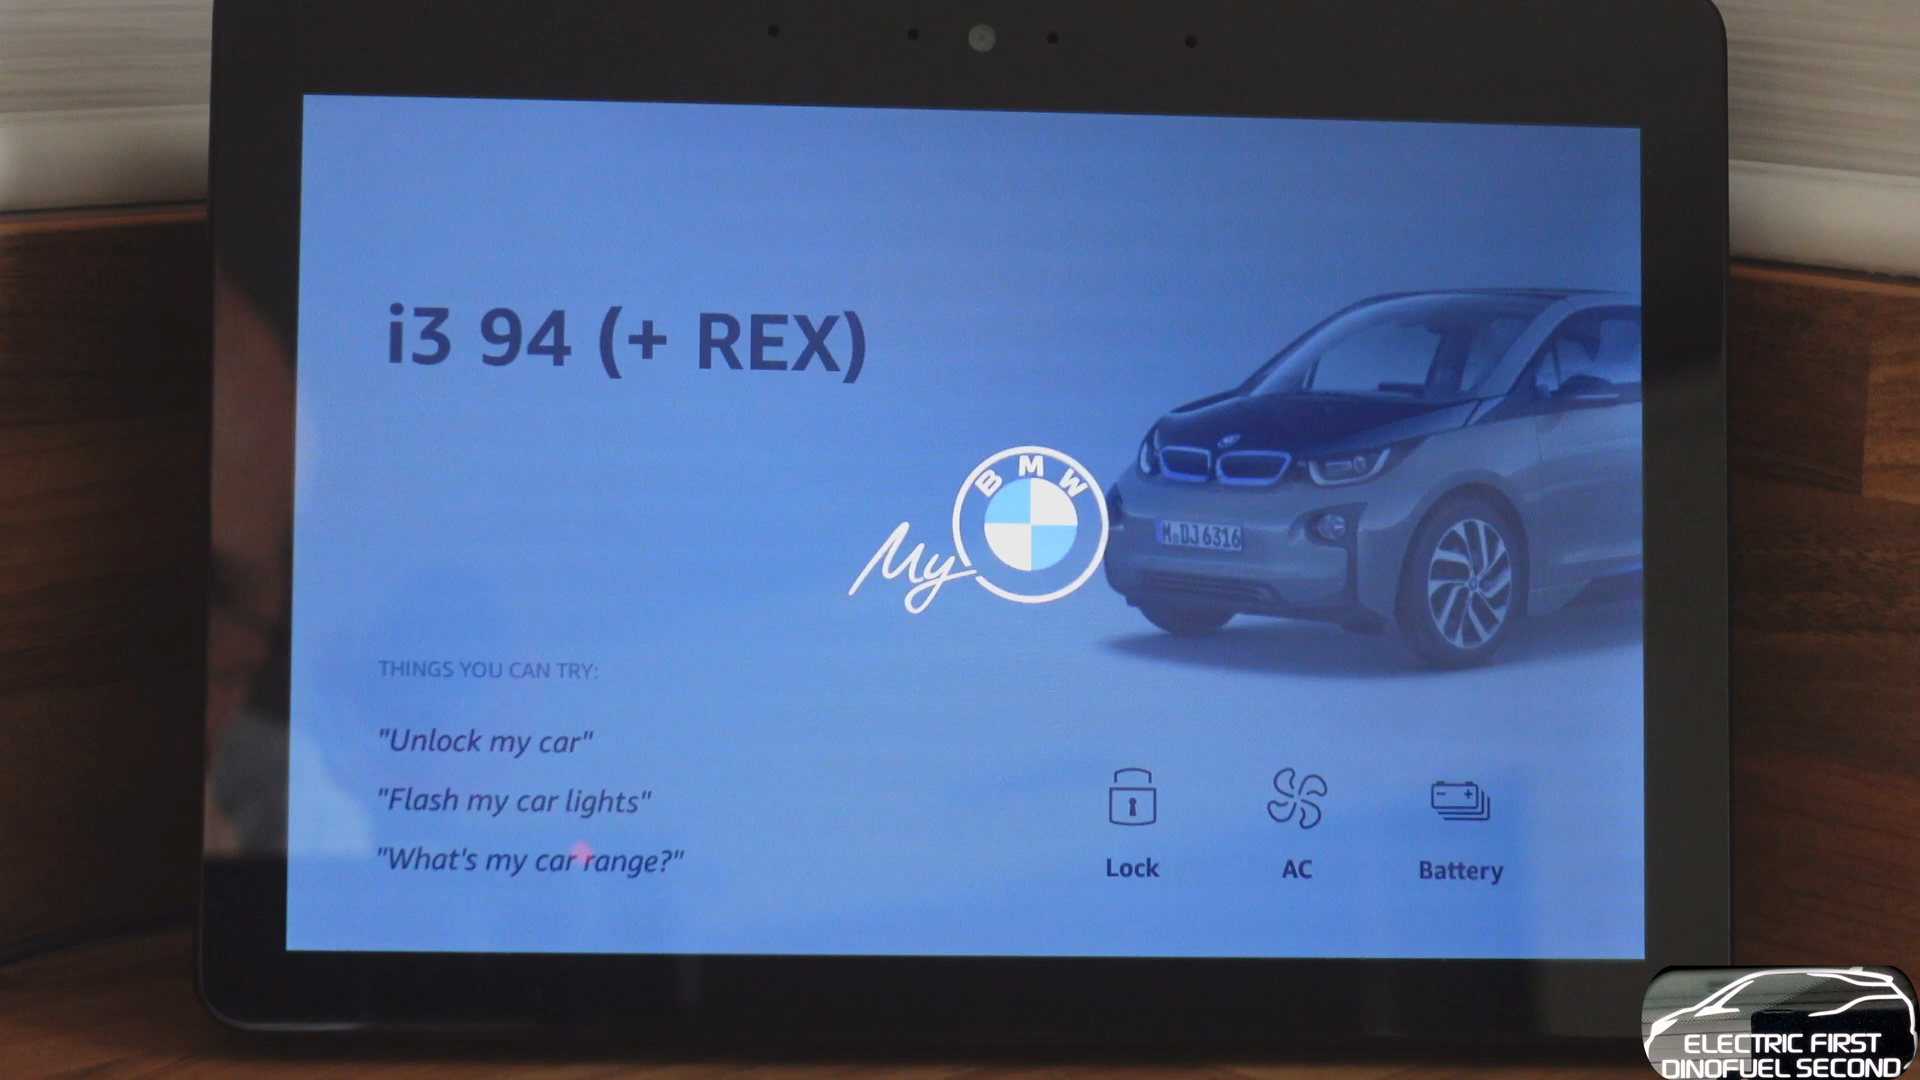 i3 94 (+ REX)
My
BMW
M DJ 6316
THINGS YOU CAN TRY:
"Unlock my car"
"Flash my car lights"
"What's my car range?"
Lock
AC
Battery
ELECTRIC FIRST
DINOFUEL SECOND